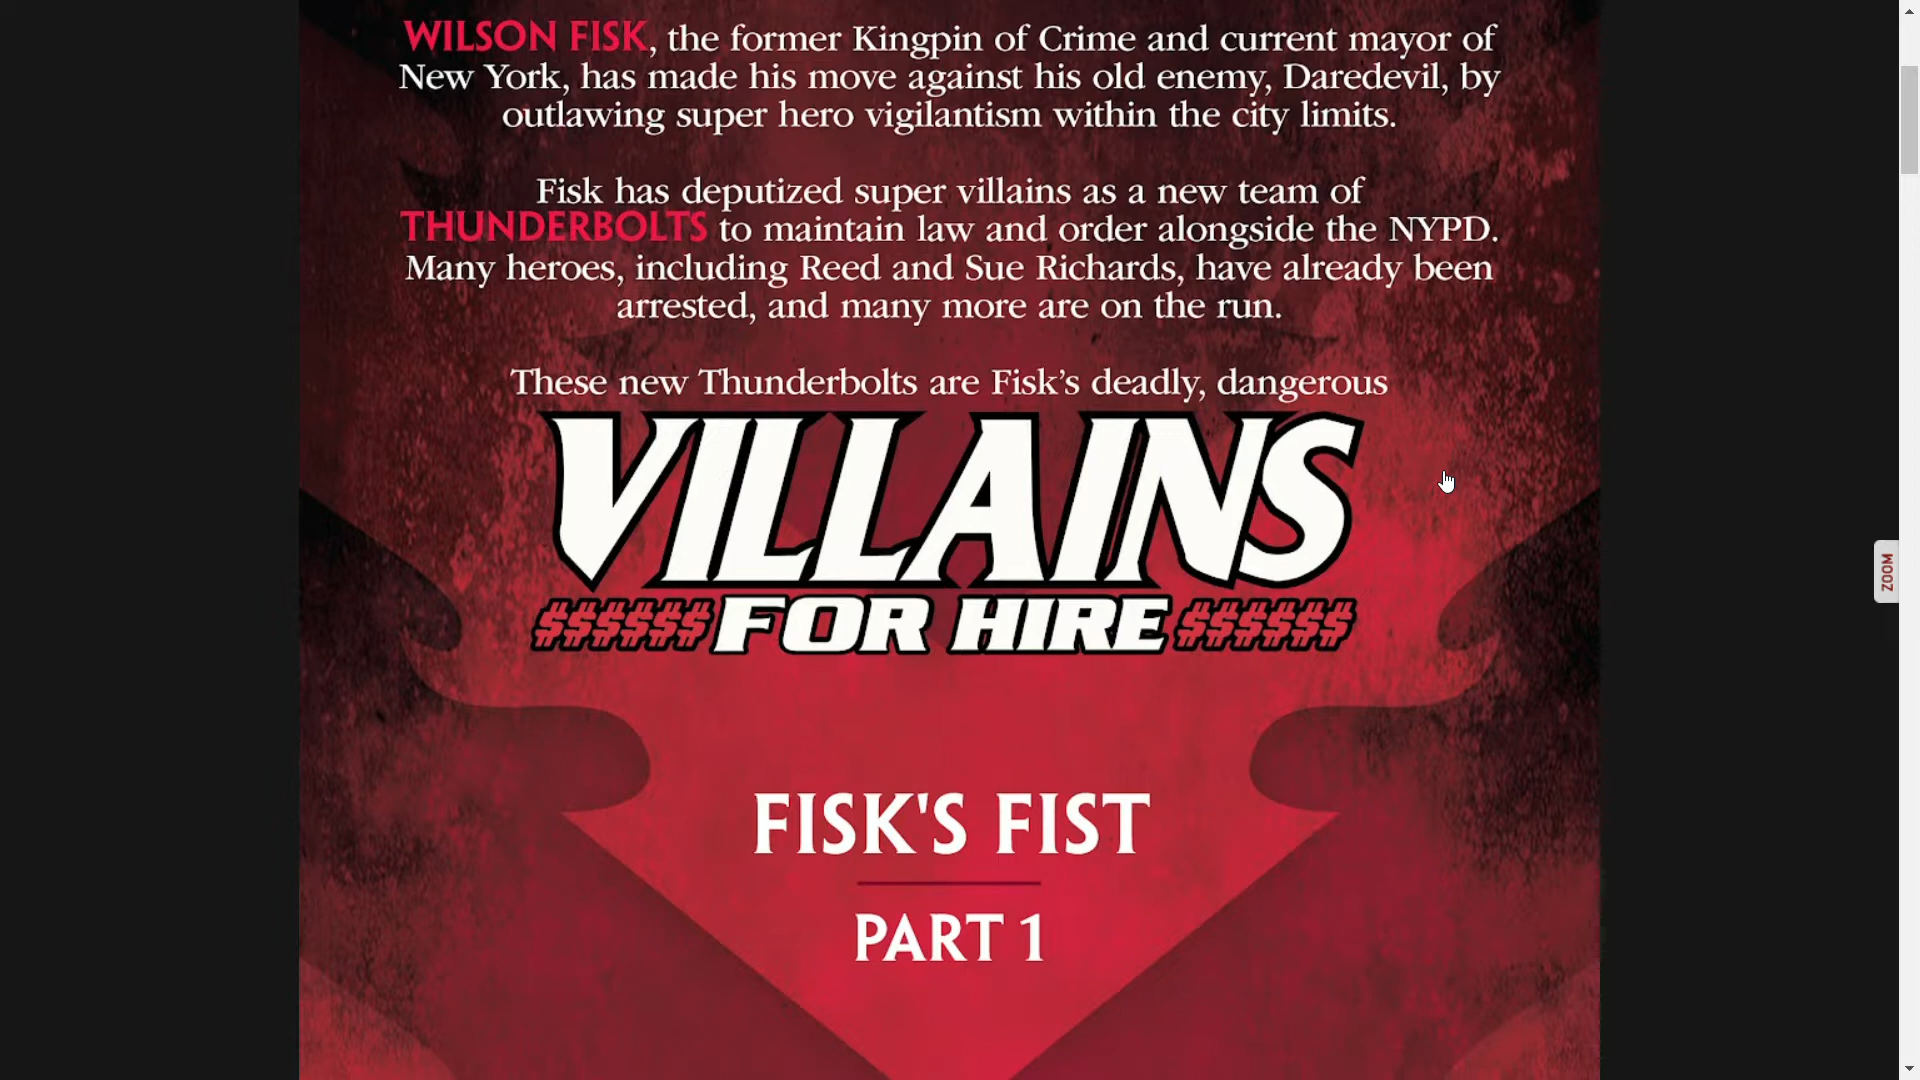 WILSON FISK, the former Kingpin of Crime and current mayor of
New York, has made his move against his old enemy, Daredevil, by
outlawing super hero vigilantism within the city limits.
Fisk has deputized super villains as a new team of
THUNDERBOLTS to maintain law and order alongside the NYPD.
Many heroes, including Reed and Sue Richards, have already been
arrested, and many more are on the run.
These new Thunderbolts are Fisk's deadly, dangerous
VILLAINS
$$$$$$ FOR HIRE $$$$$$
ZOOM
FISK'S FIST
PART 1